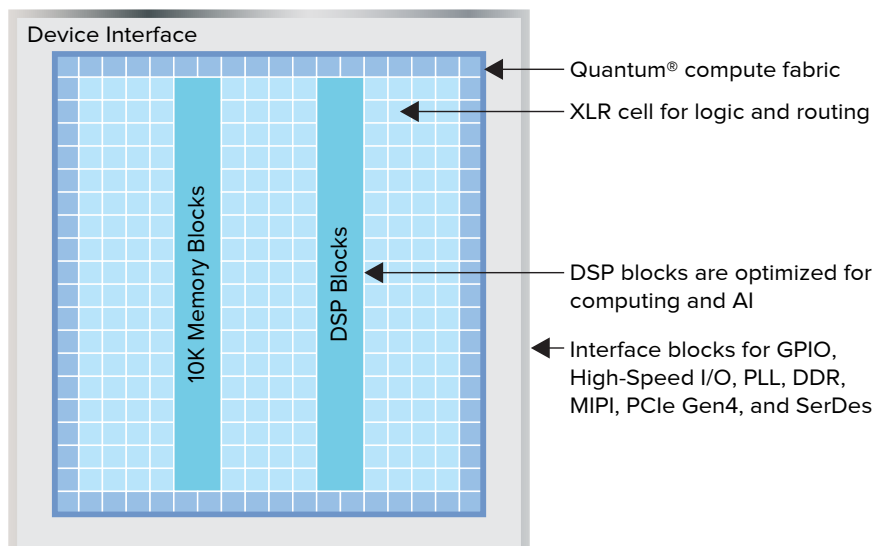 Device Interface
Quantum® compute fabric
XLR cell for logic and routing
10K Memory Blocks
DSP Blocks
DSP blocks are optimized for
computing and AI
Interface blocks for GPIO,
High-Speed I/O, PLL, DDR,
MIPI, PCIe Gen4, and SerDes